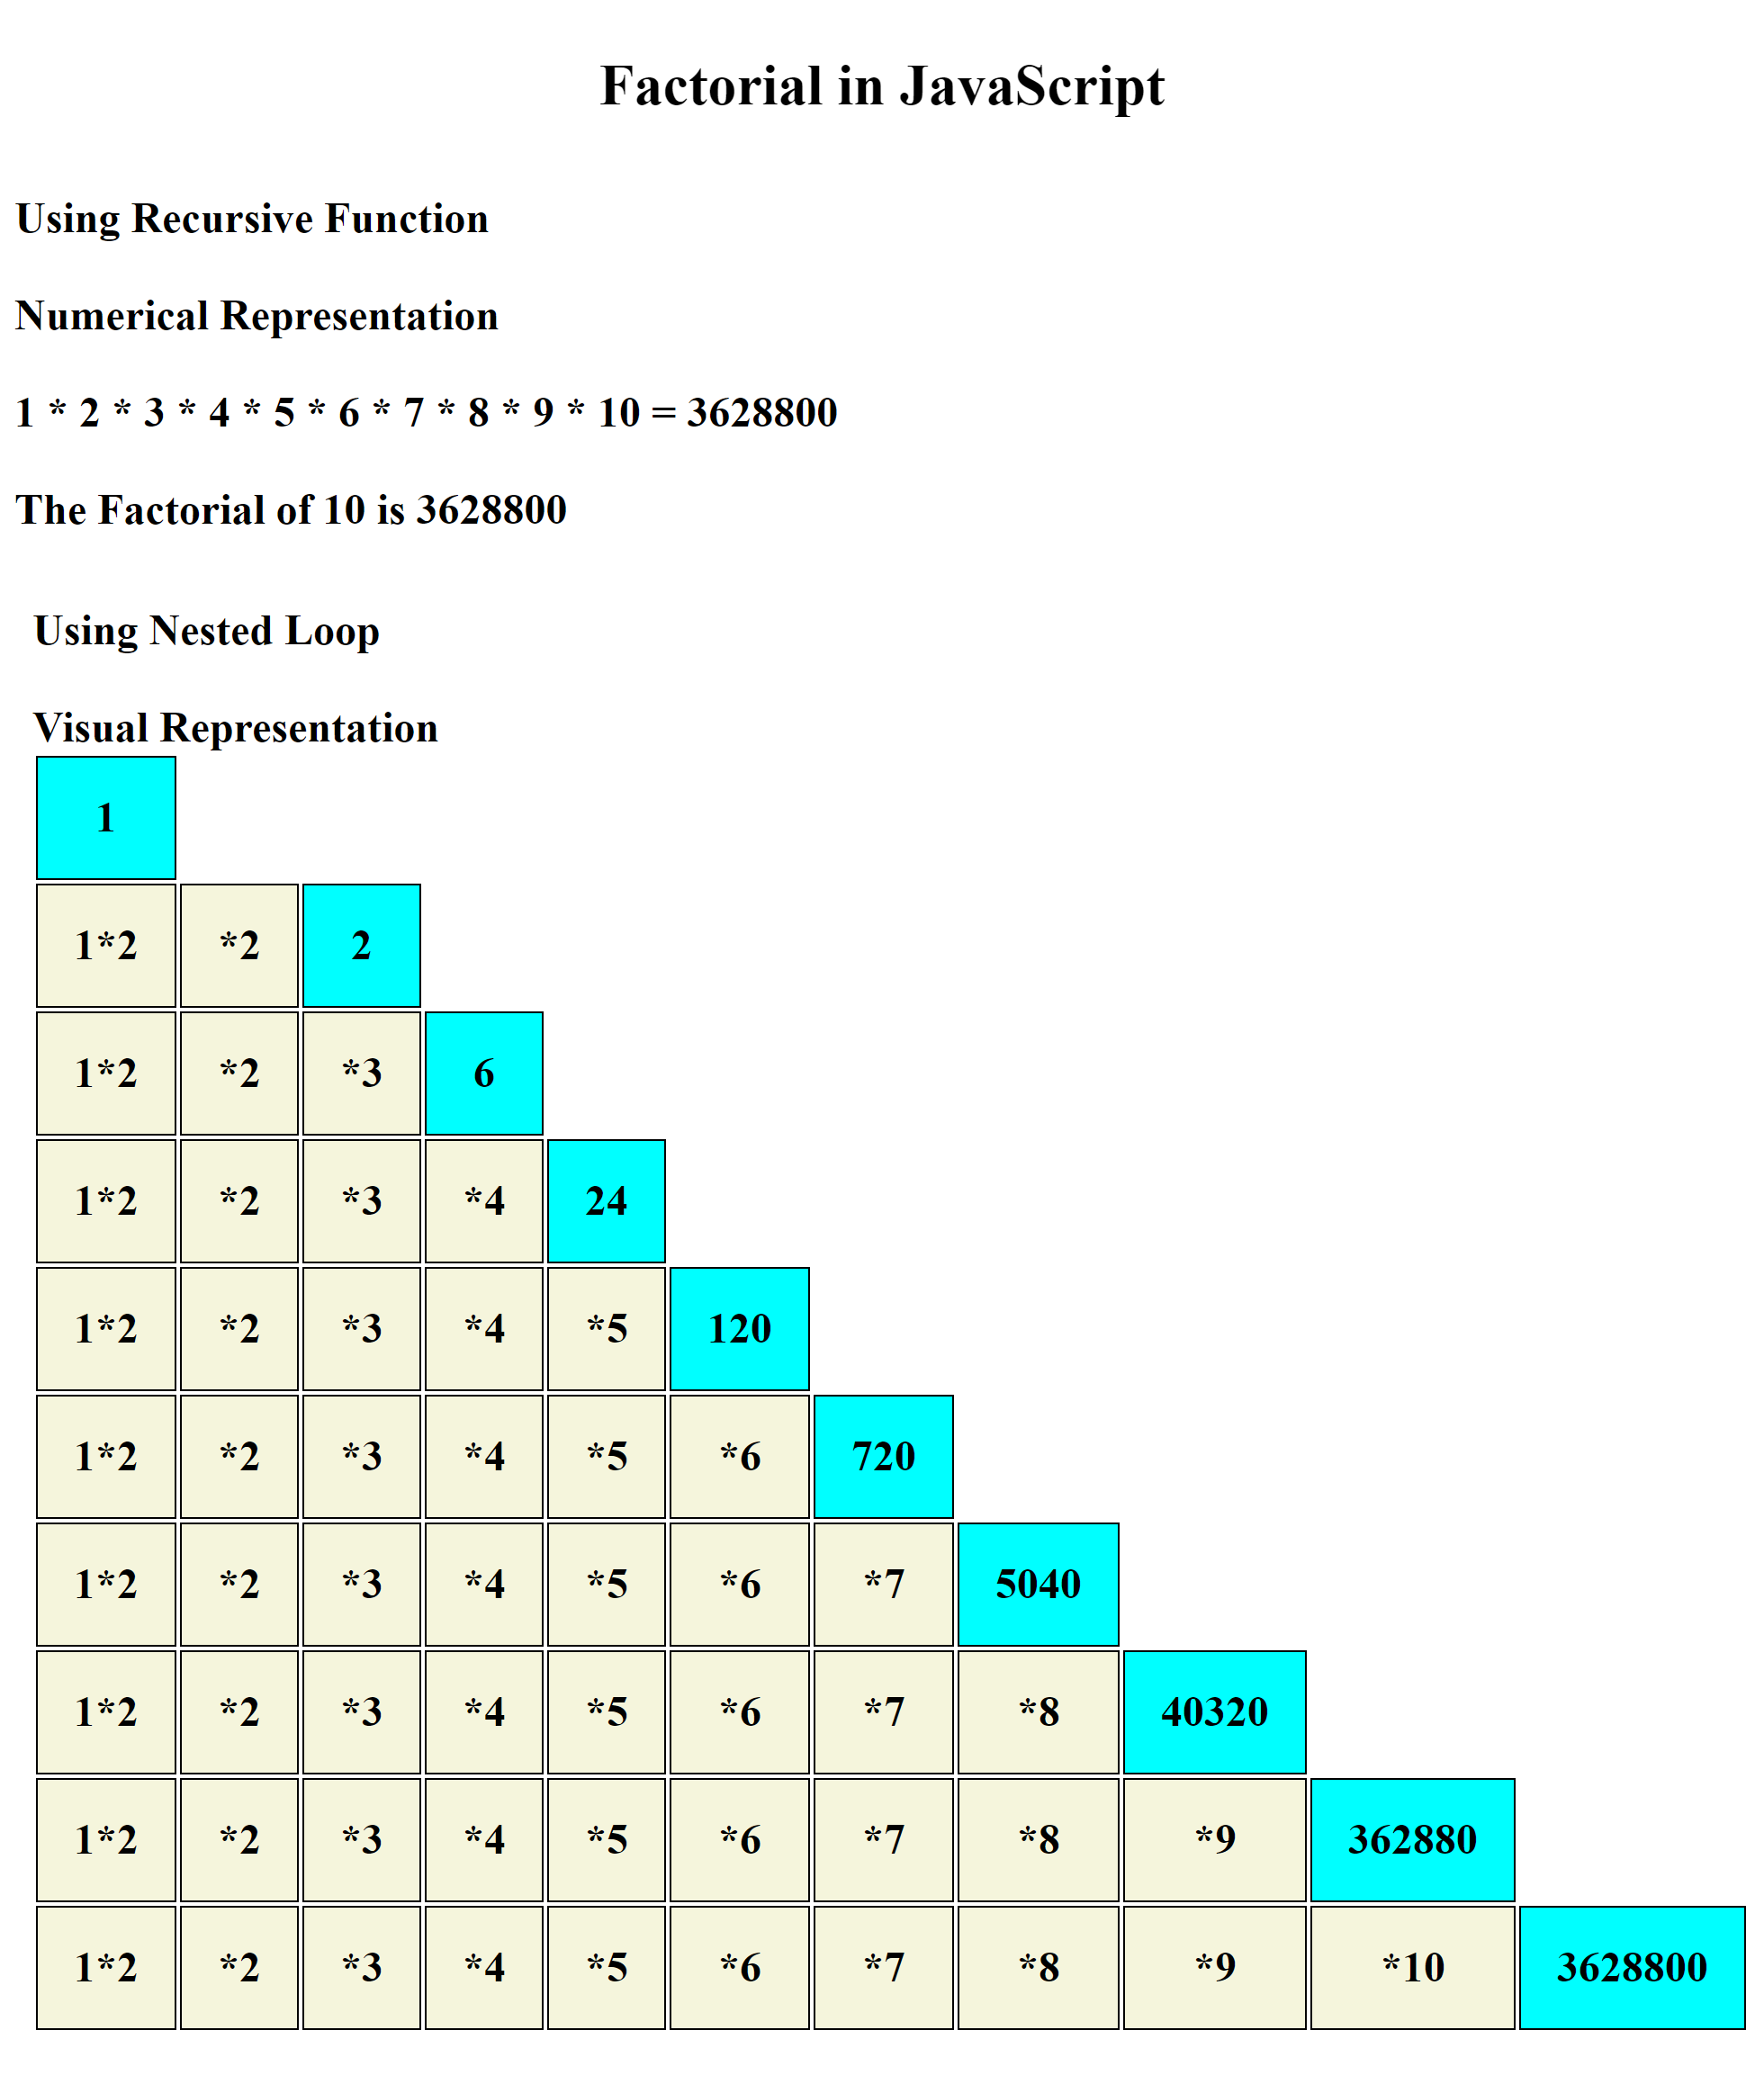 Factorial in JavaScript
Using Recursive Function
Numerical Representation
1 * 2 * 3 * 4 * 5 * 6 * 7 * 8 * 9 * 10 = 3628800
The Factorial of 10 is 3628800
Using Nested Loop
Visual Representation
1
1*2 *2 2
1*2 *2 *3 6
1*2 *2 *3 *4 24
1*2 *2 *3 *4 *5 120
1*2 *2 *3 *4 *5 *6 720
1*2 *2 *3 *4 *5 *6 *7 5040
1*2 *2 *3 *4 *5 *6 *7 *8 40320
1*2 *2 *3 *4 *5 *6 *7 *8 *9 362880
1*2 *2 *3 *4 *5 *6 *7 *8 *9 *10 3628800